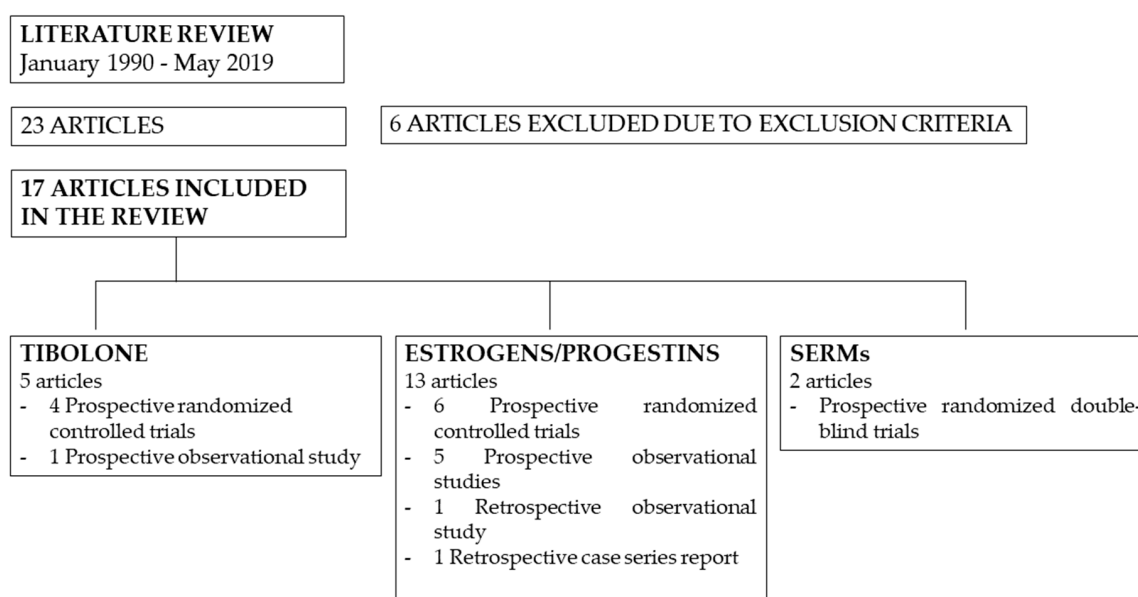 LITERATURE REVIEW
January 1990 - May 2019
23 ARTICLES
6 ARTICLES EXCLUDED DUE TO EXCLUSION CRITERIA
17 ARTICLES INCLUDED
IN THE REVIEW
TIBOLONE
5 articles
- 4 Prospective randomized
controlled trials
- 1 Prospective observational study
ESTROGENS/PROGESTINS
13 articles
- 6 Prospective randomized
controlled trials
- 5 Prospective observational
studies
- 1 Retrospective observational
study
- 1 Retrospective case series report
SERMs
2 articles
- Prospective randomized double-
blind trials